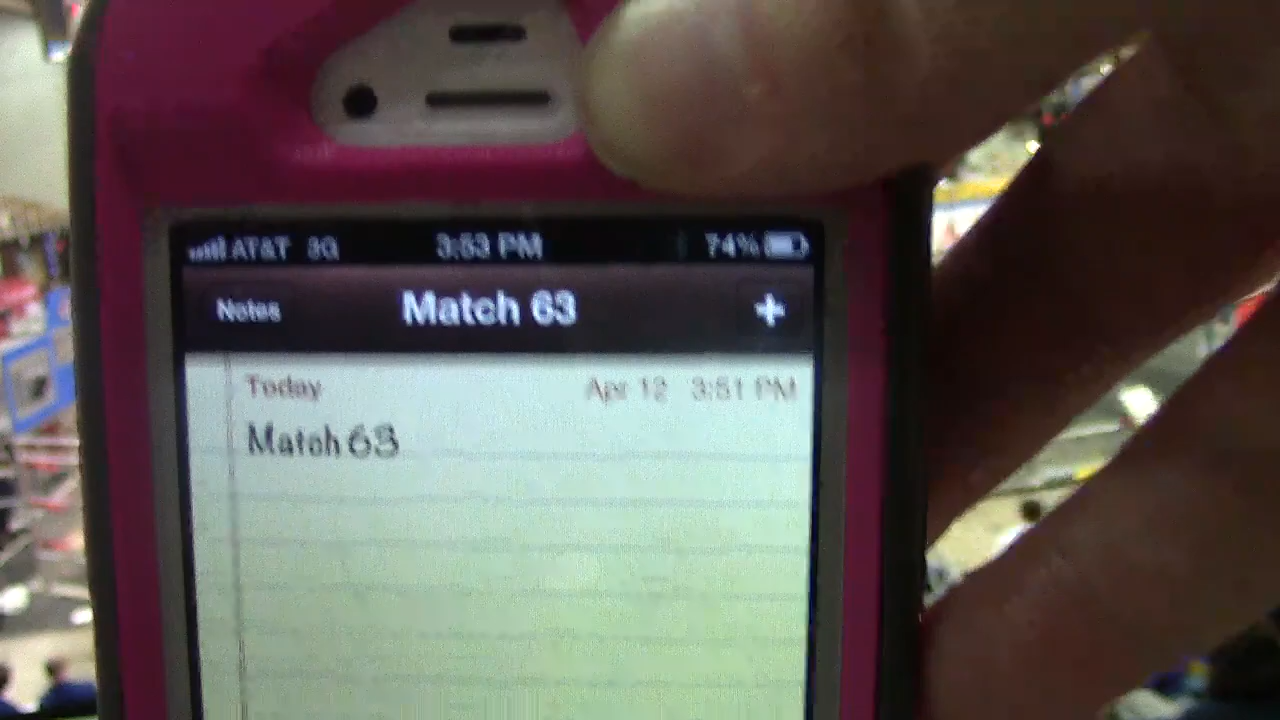 AT&T 3G 3:53 PM 74%
Notes Match 63 +
Today Apr 12 3:51 PM
Match 63